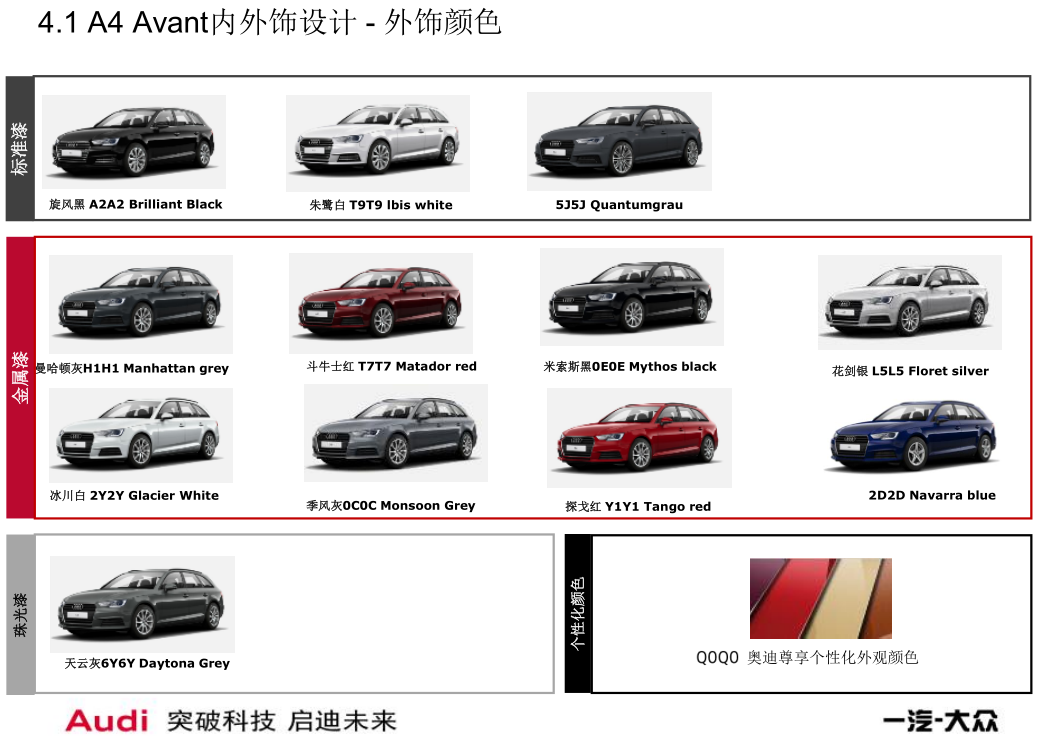 4.1 A4 Avant内外饰设计 - 外饰颜色
标准漆
旋风黑 A2A2 Brilliant Black
朱鹭白 T9T9 Ibis white
5J5J Quantumgrau
金属漆
曼哈顿灰H1H1 Manhattan grey
斗牛士红 T7T7 Matador red
米索斯黑0E0E Mythos black
花剑银 L5L5 Floret silver
冰川白 2Y2Y Glacier White
季风灰0C0C Monsoon Grey
探戈红 Y1Y1 Tango red
2D2D Navarra blue
珠光漆
天云灰6Y6Y Daytona Grey
个性化颜色
Q0Q0 奥迪尊享个性化外观颜色
Audi 突破科技 启迪未来
一汽-大众